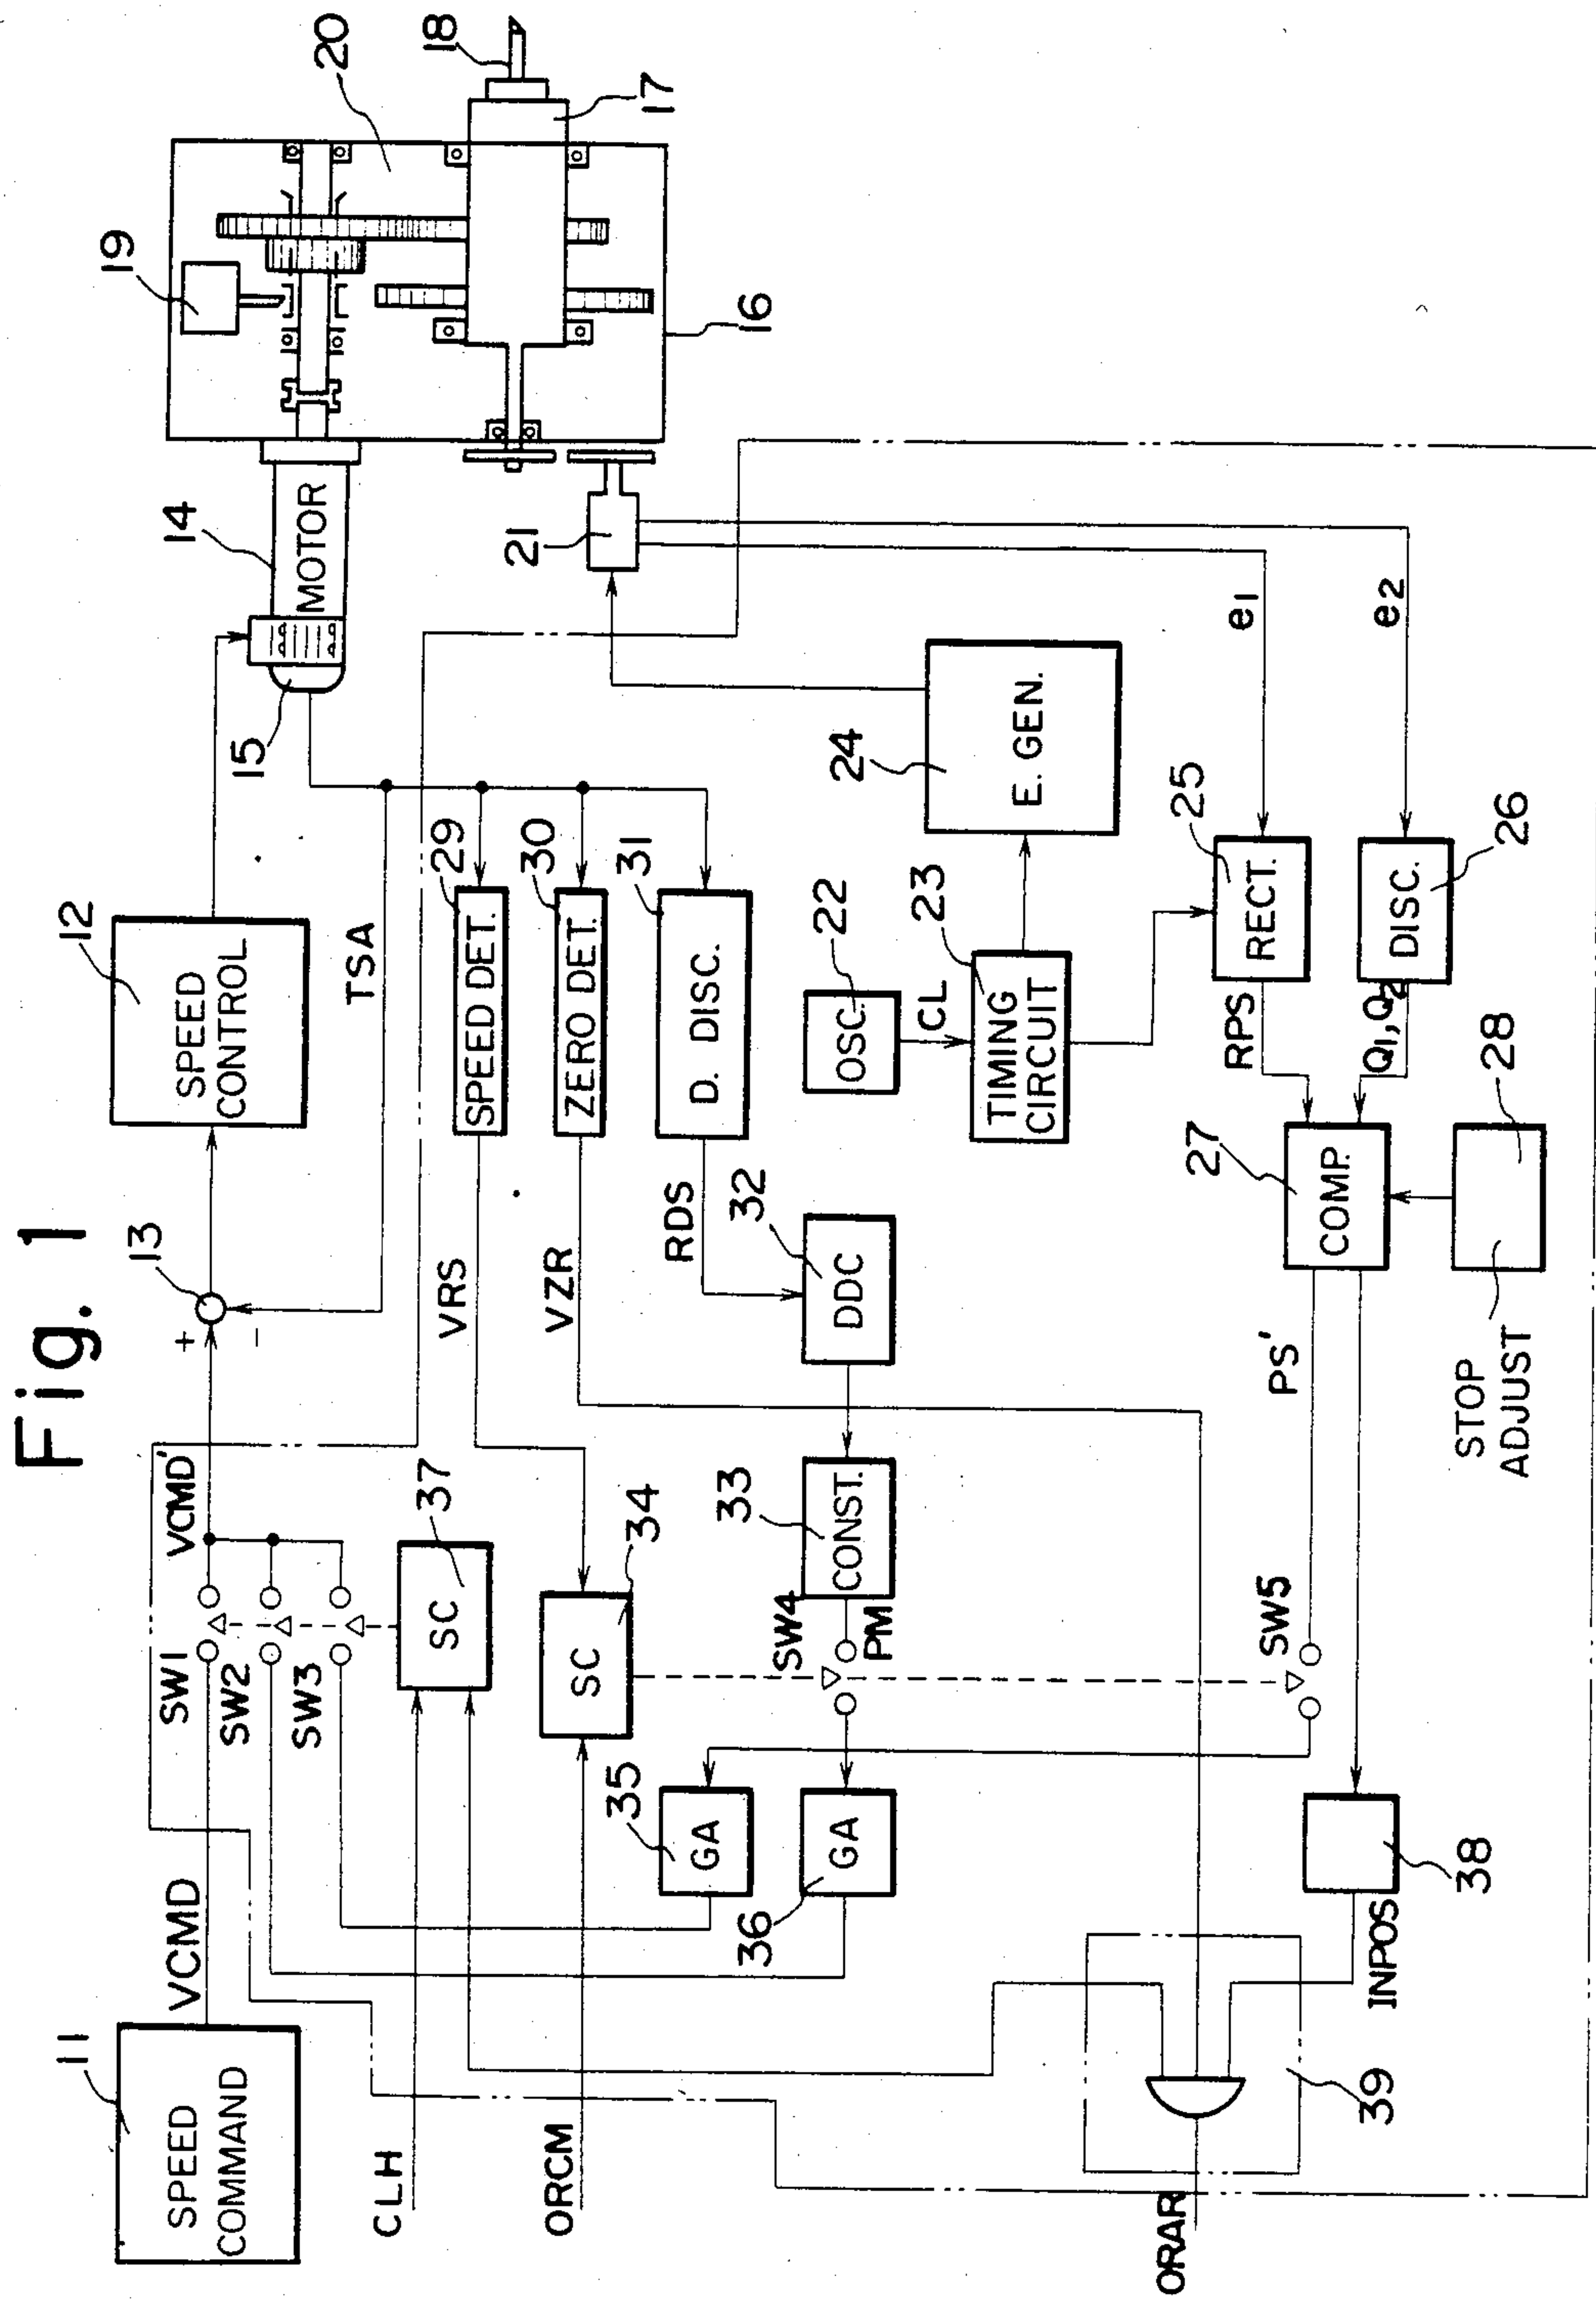 Fig. 1
11
SPEED
COMMAND
VCMD
SW1
SW2
SW3
VCMD'
+
−
13
12
SPEED
CONTROL
TSA
15
14
MOTOR
19
20
18
17
16
21
CLH
ORCM
37
SC
34
SC
VRS
29
SPEED DET.
VZR
30
ZERO DET.
RDS
31
D. DISC.
32
DDC
33
CONST.
SW4
PM
35
GA
36
GA
22
OSC.
CL
23
TIMING
CIRCUIT
24
E. GEN.
e1
e2
25
RECT.
RPS
26
DISC.
Q1, Q2
27
COMP.
28
STOP
ADJUST
PS'
SW5
38
INPOS
39
ORAR